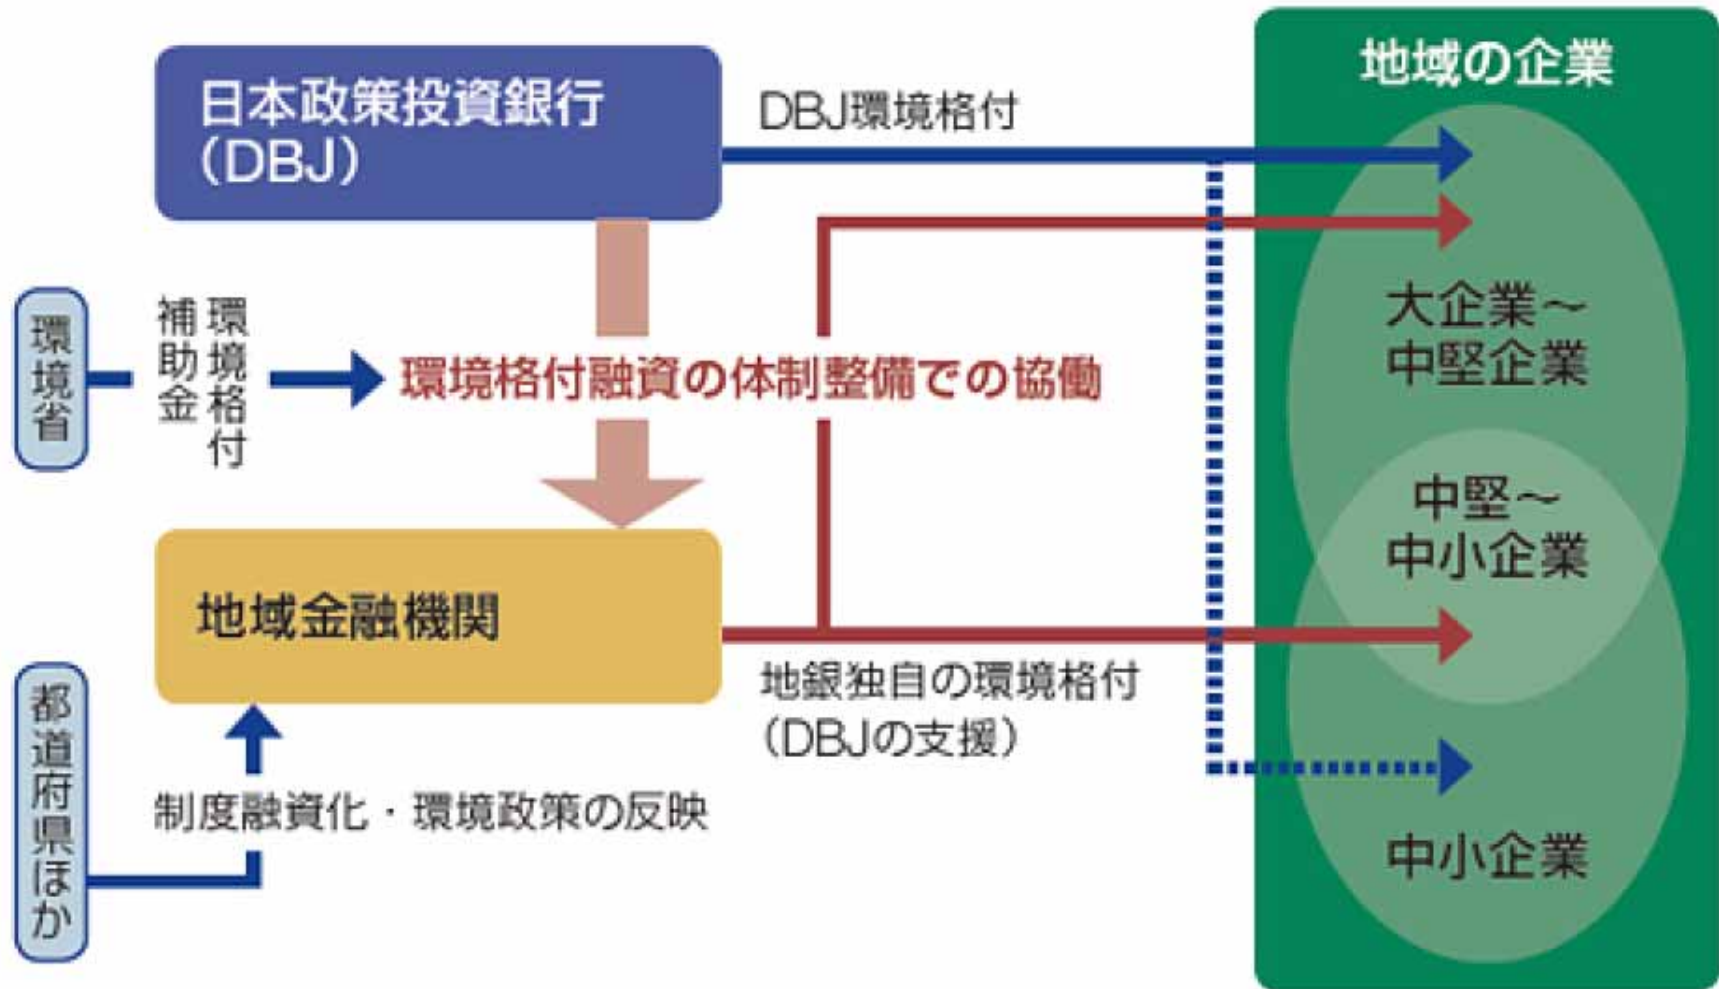 日本政策投資銀行
（DBJ）
DBJ環境格付
地域の企業
大企業～
中堅企業
中堅～
中小企業
中小企業
環境省
環境格付
補助金
環境格付融資の体制整備での協働
地域金融機関
地銀独自の環境格付
（DBJの支援）
都道府県ほか
制度融資化・環境政策の反映